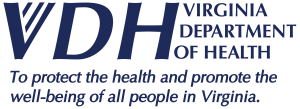 VDH VIRGINIA
DEPARTMENT
OF HEALTH
To protect the health and promote the
well-being of all people in Virginia.